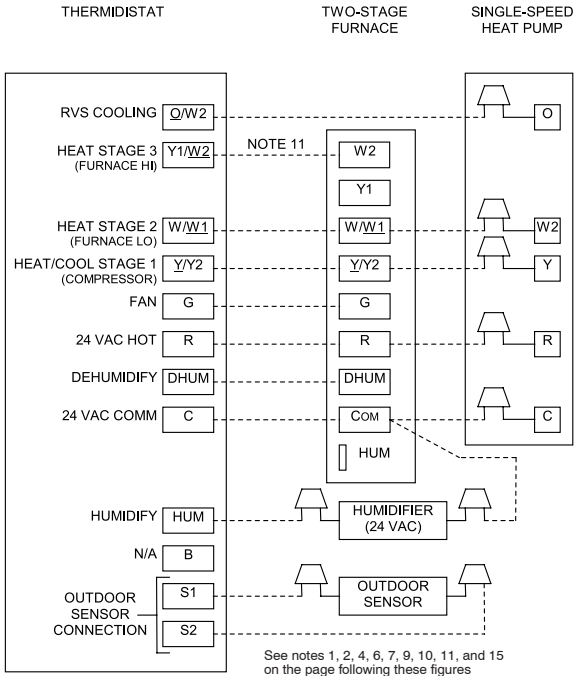 THERMIDISTAT
TWO-STAGE
FURNACE
SINGLE-SPEED
HEAT PUMP
RVS COOLING O/W2 O
HEAT STAGE 3 Y1/W2 NOTE 11 W2
(FURNACE HI)
Y1
HEAT STAGE 2 W/W1 W/W1 W2
(FURNACE LO)
HEAT/COOL STAGE 1 Y/Y2 Y/Y2 Y
(COMPRESSOR)
FAN G G
24 VAC HOT R R R
DEHUMIDIFY DHUM DHUM
24 VAC COMM C COM C
HUM
HUMIDIFY HUM HUMIDIFIER
(24 VAC)
N/A B
OUTDOOR
SENSOR
CONNECTION
S1
S2
OUTDOOR
SENSOR
See notes 1, 2, 4, 6, 7, 9, 10, 11, and 15
on the page following these figures